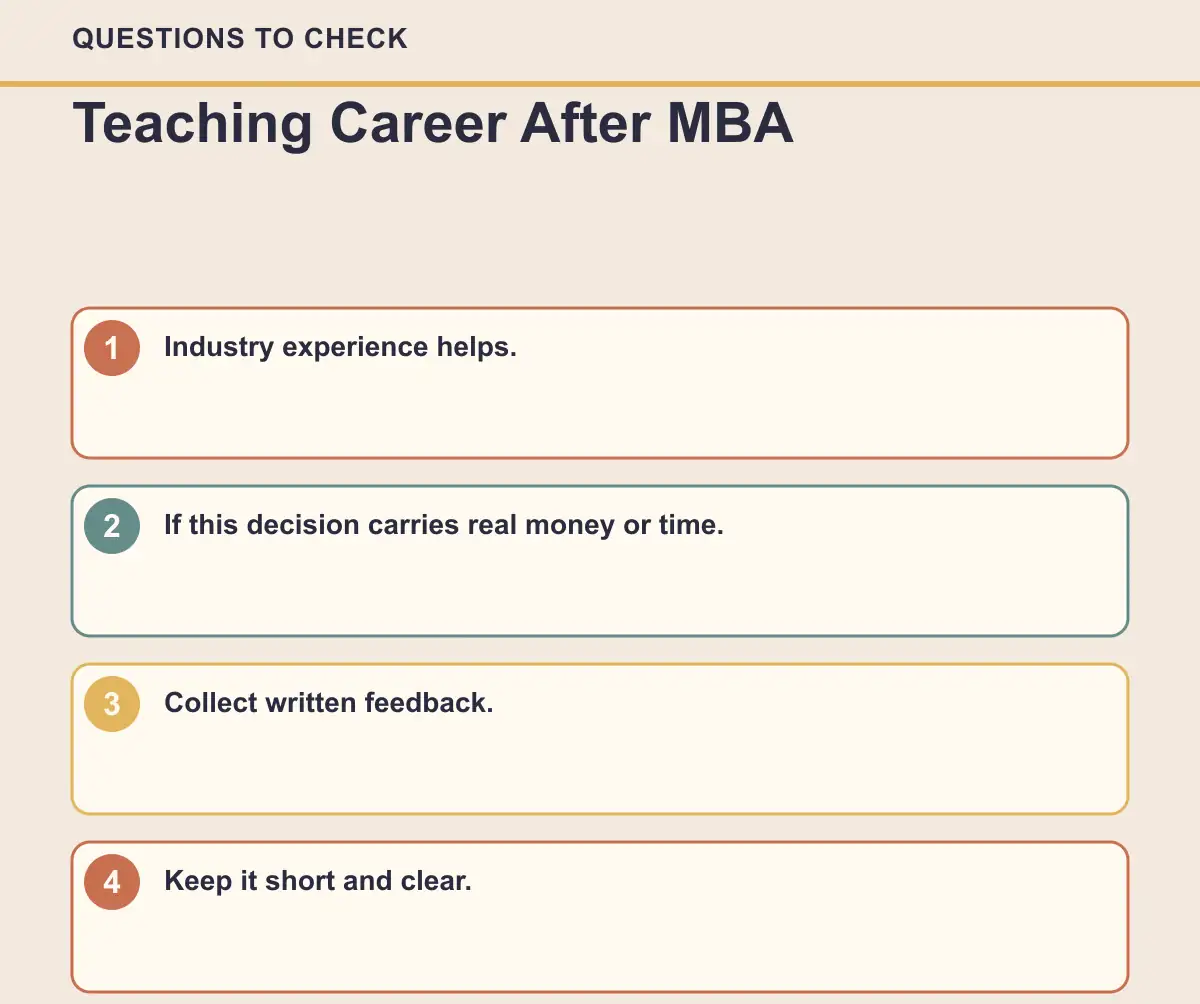 QUESTIONS TO CHECK
Teaching Career After MBA
1 Industry experience helps.
2 If this decision carries real money or time.
3 Collect written feedback.
4 Keep it short and clear.